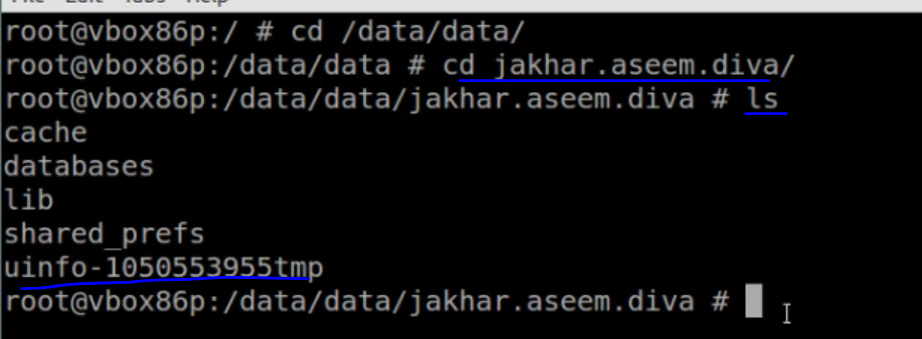 root@vbox86p:/ # cd /data/data/
root@vbox86p:/data/data # cd jakhar.aseem.diva/
root@vbox86p:/data/data/jakhar.aseem.diva # ls
cache
databases
lib
shared_prefs
uinfo-1050553955tmp
root@vbox86p:/data/data/jakhar.aseem.diva #